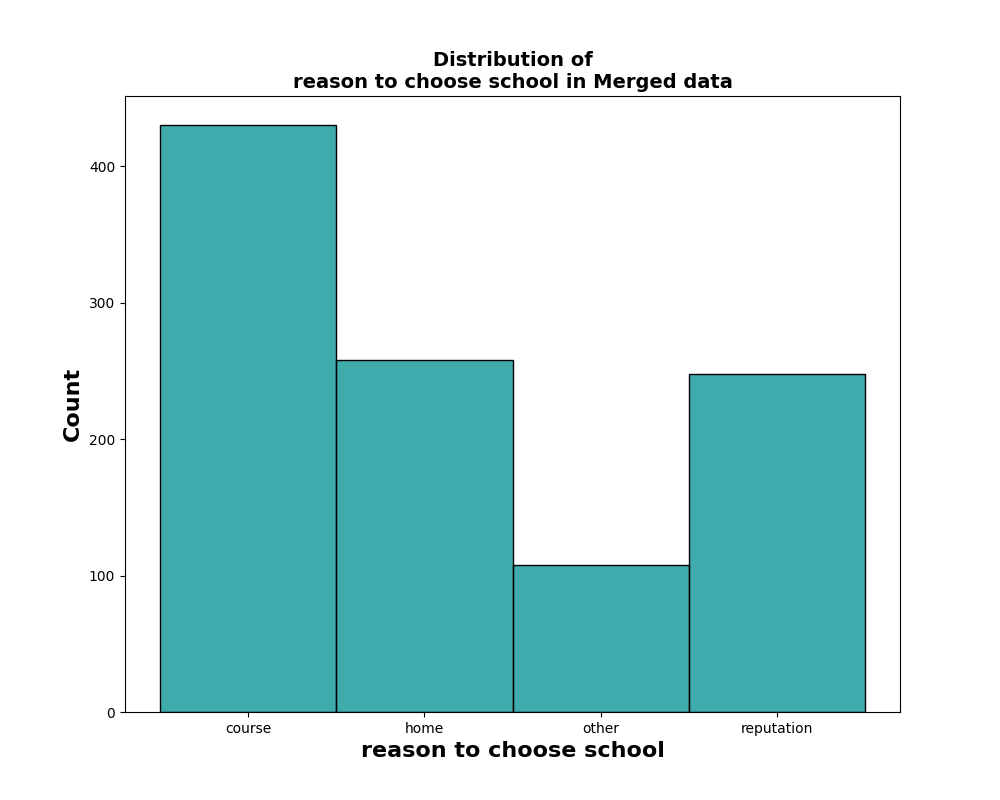 Distribution of
reason to choose school in Merged data
Count
400
300
200
100
0
course home other reputation
reason to choose school